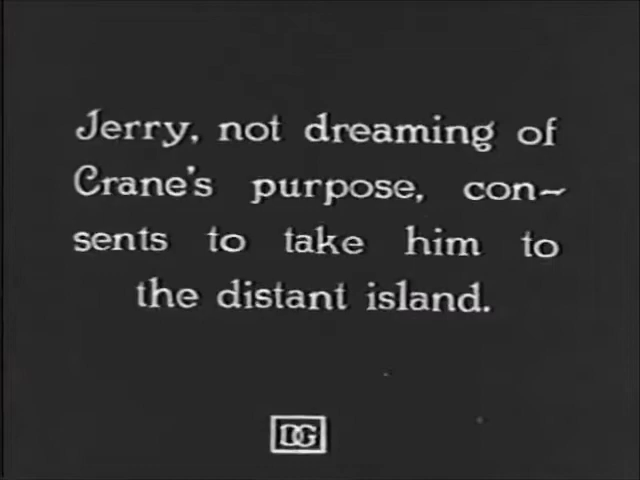 Jerry, not dreaming of
Crane's purpose, con~
sents to take him to
the distant island.
DG